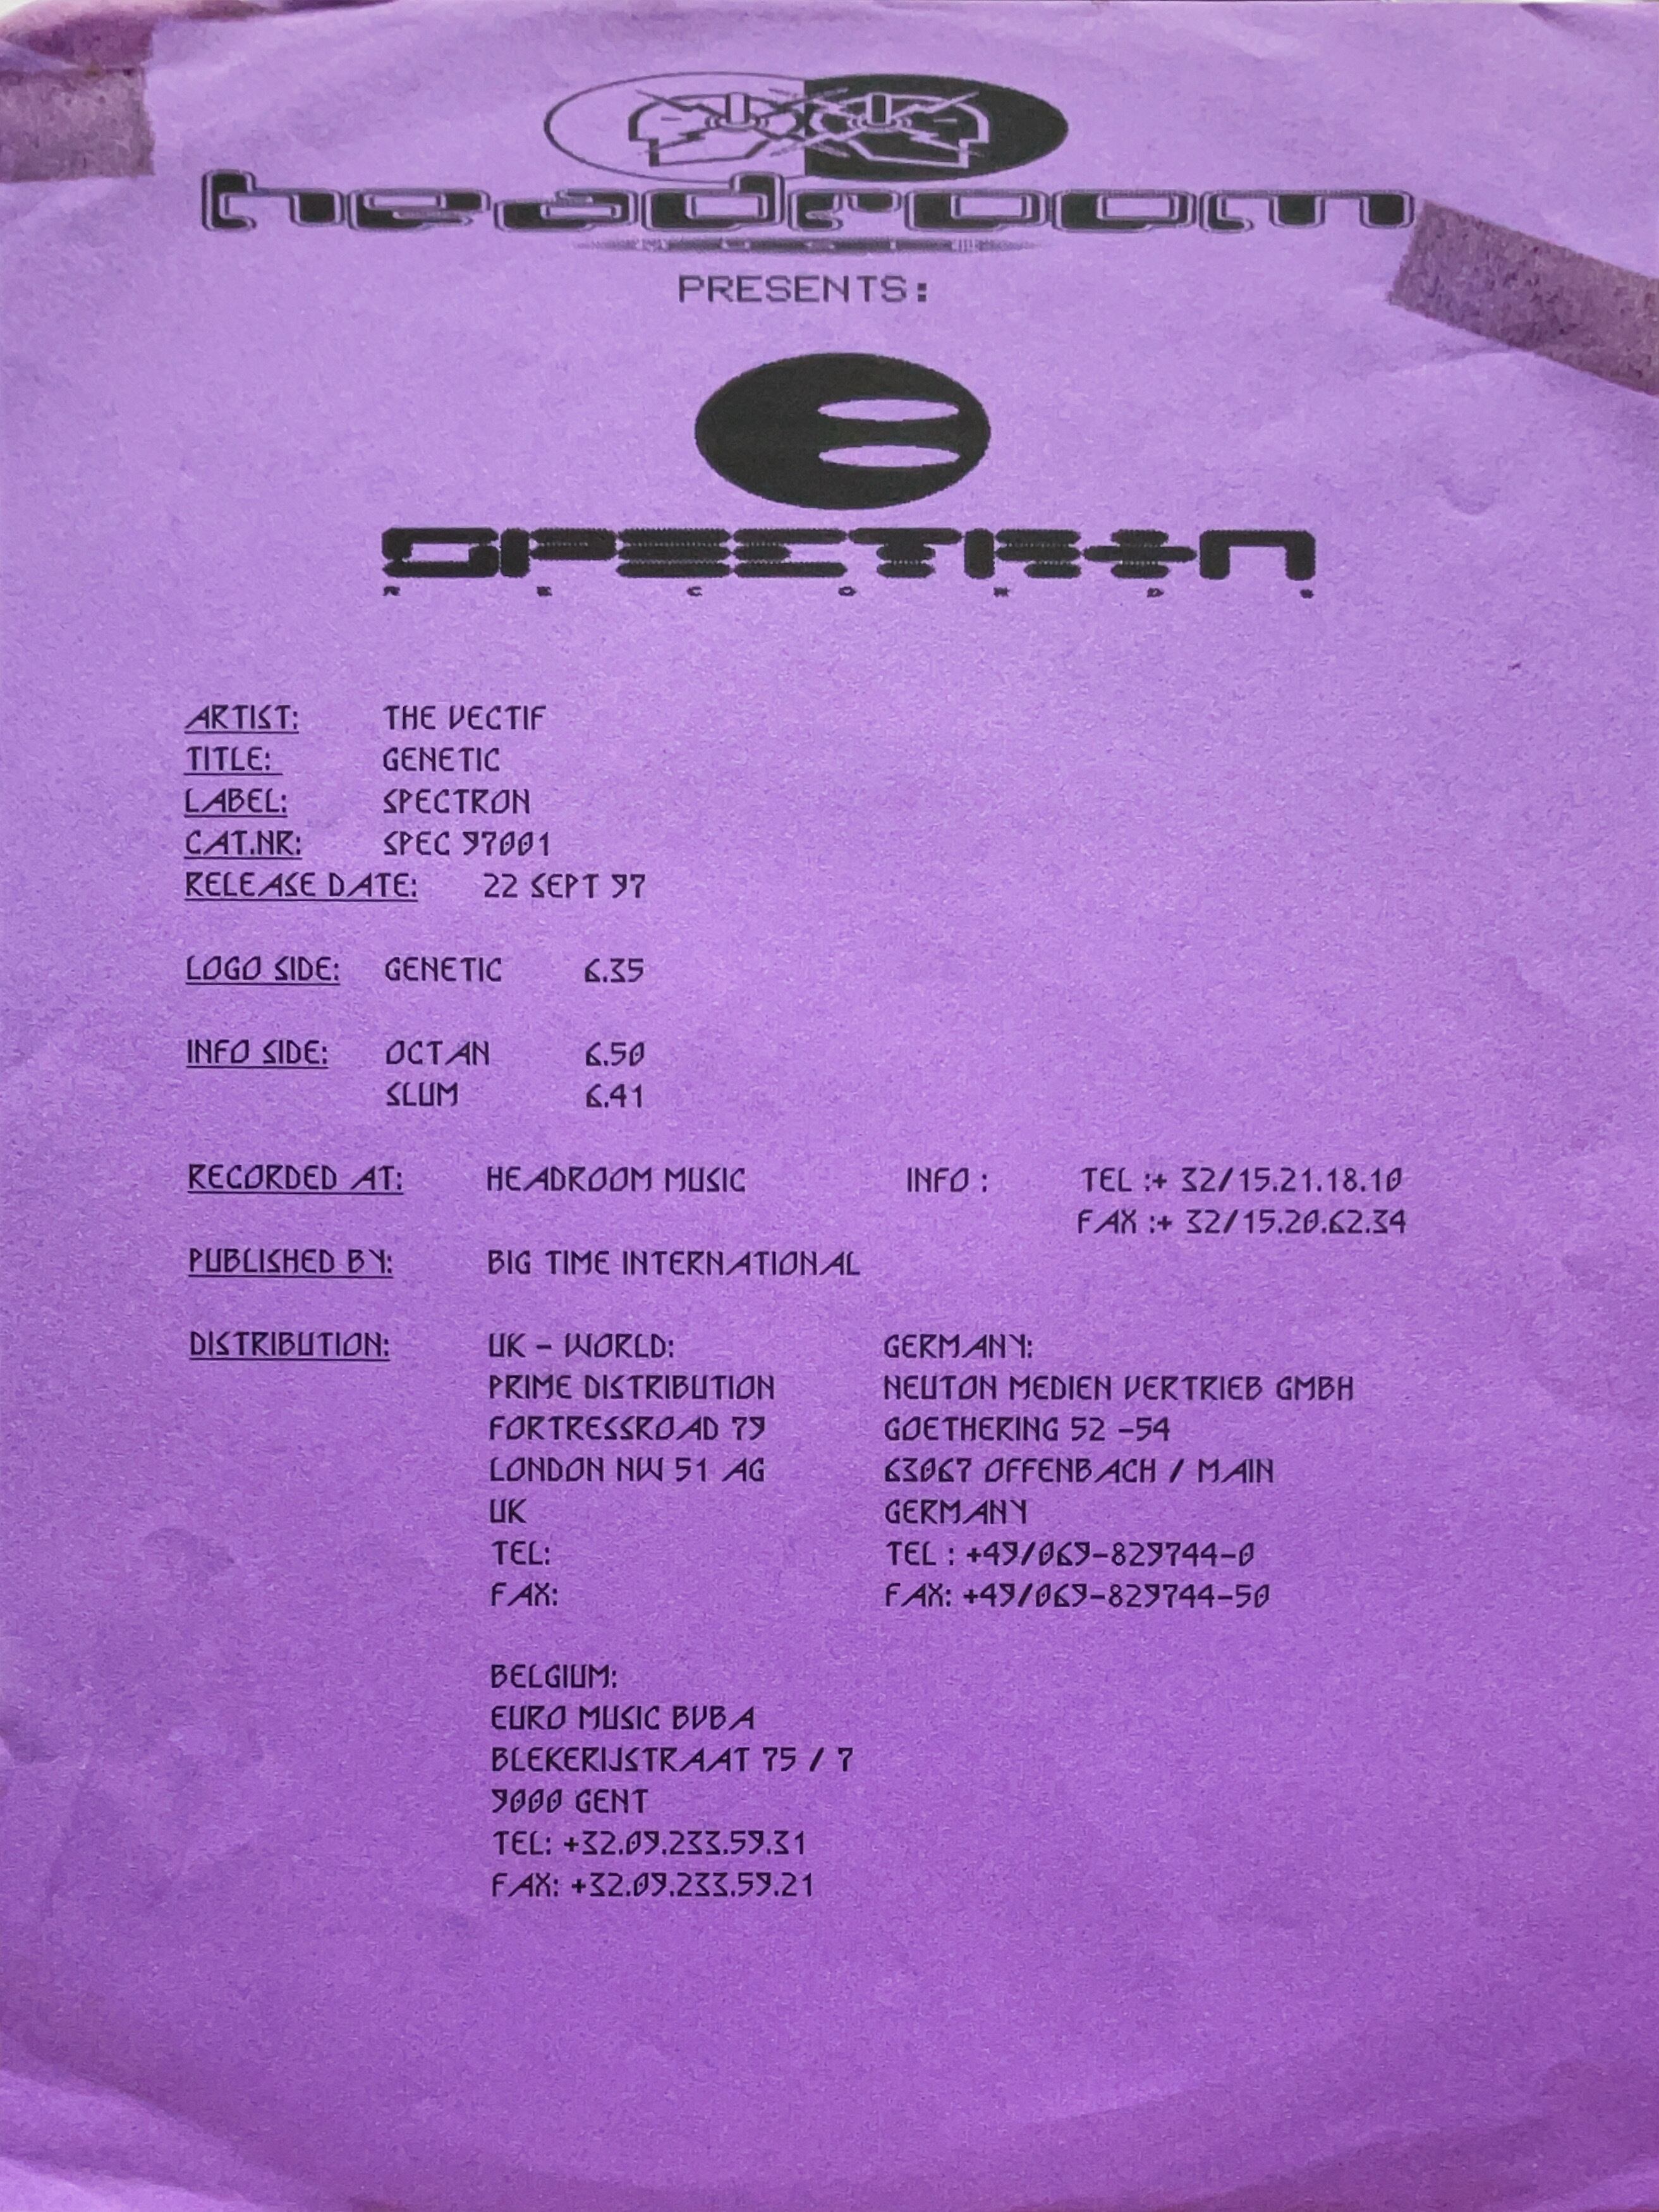 headroom
PRESENTS:
SPECTRON
RECORDS
ARTIST: THE VECTIF
TITLE: GENETIC
LABEL: SPECTRON
CAT.NR: SPEC 97001
RELEASE DATE: 22 SEPT 97
LOGO SIDE: GENETIC 6.35
INFO SIDE: OCTAN 6.50
SLUM 6.41
RECORDED AT: HEADROOM MUSIC INFO : TEL :+ 32/15.21.18.10
FAX :+ 32/15.20.62.34
PUBLISHED BY: BIG TIME INTERNATIONAL
DISTRIBUTION:
UK - WORLD:
PRIME DISTRIBUTION
FORTRESSROAD 79
LONDON NW 51 AG
UK
TEL:
FAX:
GERMANY:
NEUTON MEDIEN VERTRIEB GMBH
GOETHERING 52 -54
63067 OFFENBACH / MAIN
GERMANY
TEL : +49/069-829744-0
FAX: +49/069-829744-50
BELGIUM:
EURO MUSIC BVBA
BLEKERIJSTRAAT 75 / 7
9000 GENT
TEL: +32.09.233.59.31
FAX: +32.09.233.59.21